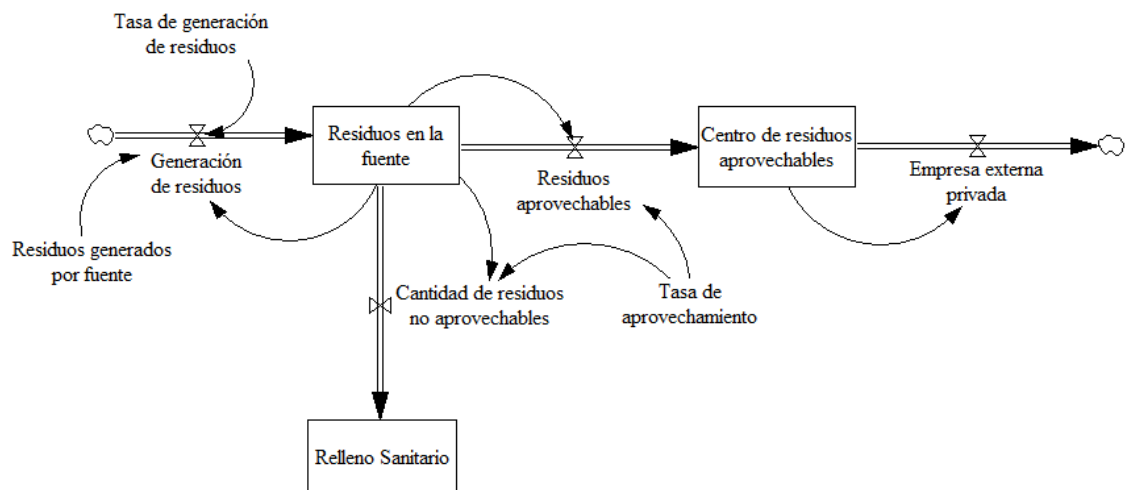 Tasa de generación
de residuos
Residuos en la
fuente
Centro de residuos
aprovechables
Generación
de residuos
Residuos
aprovechables
Empresa externa
privada
Residuos generados
por fuente
Cantidad de residuos
no aprovechables
Tasa de
aprovechamiento
Relleno Sanitario